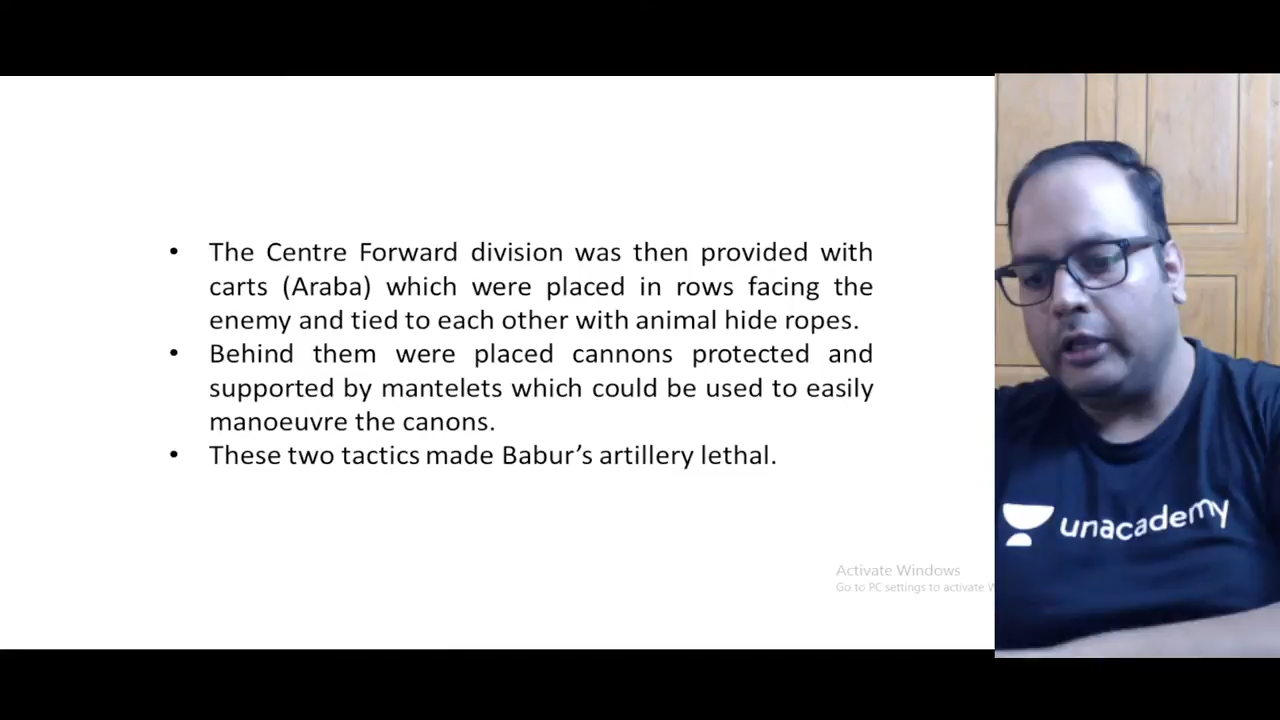 • The Centre Forward division was then provided with
carts (Araba) which were placed in rows facing the
enemy and tied to each other with animal hide ropes.
• Behind them were placed cannons protected and
supported by mantelets which could be used to easily
manoeuvre the canons.
• These two tactics made Babur’s artillery lethal.
Activate Windows
Go to PC settings to activate W
unacademy